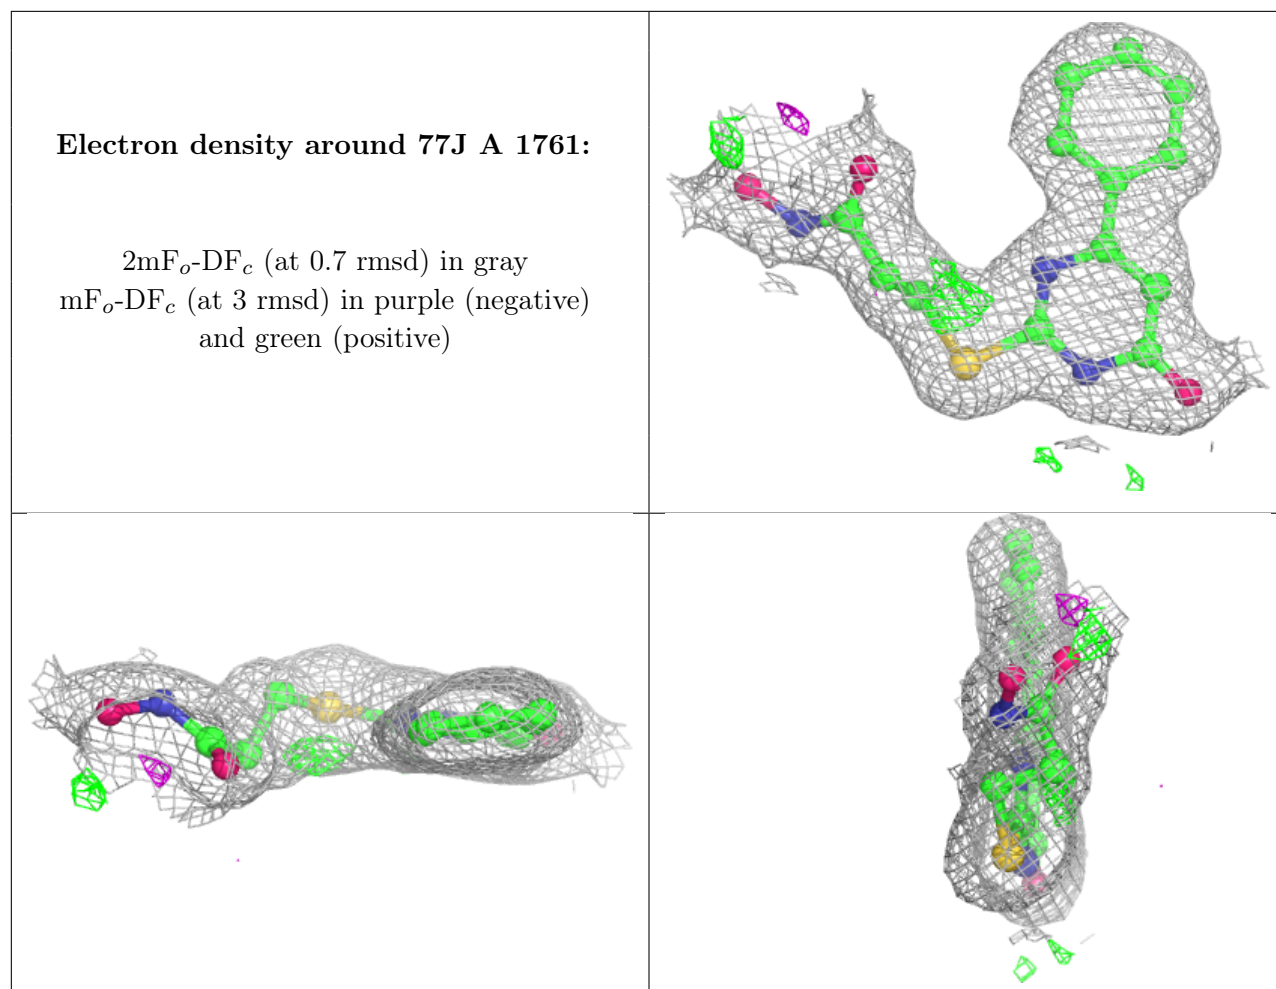 Electron density around 77J A 1761:
2mFo-DFc (at 0.7 rmsd) in gray
mFo-DFc (at 3 rmsd) in purple (negative)
and green (positive)